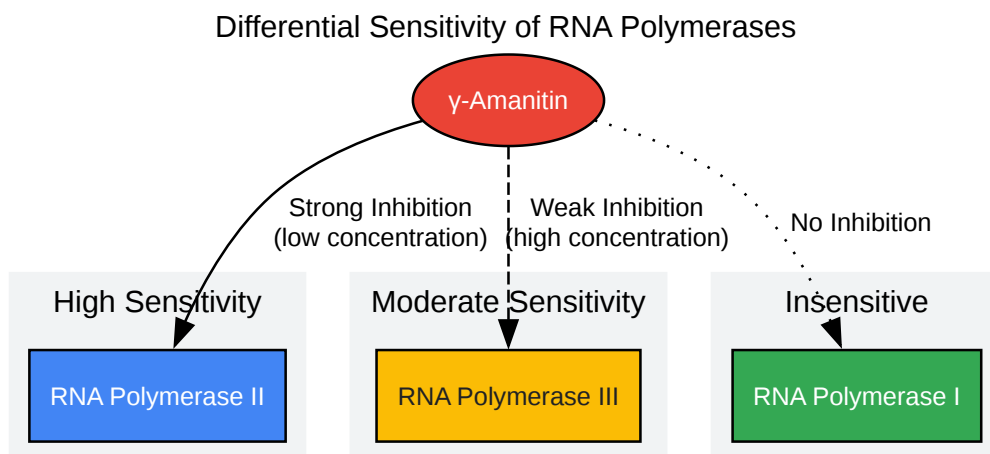 Differential Sensitivity of RNA Polymerases
γ-Amanitin
Strong Inhibition
(low concentration)
Weak Inhibition
(high concentration)
No Inhibition
High Sensitivity
Moderate Sensitivity
Insensitive
RNA Polymerase II
RNA Polymerase III
RNA Polymerase I